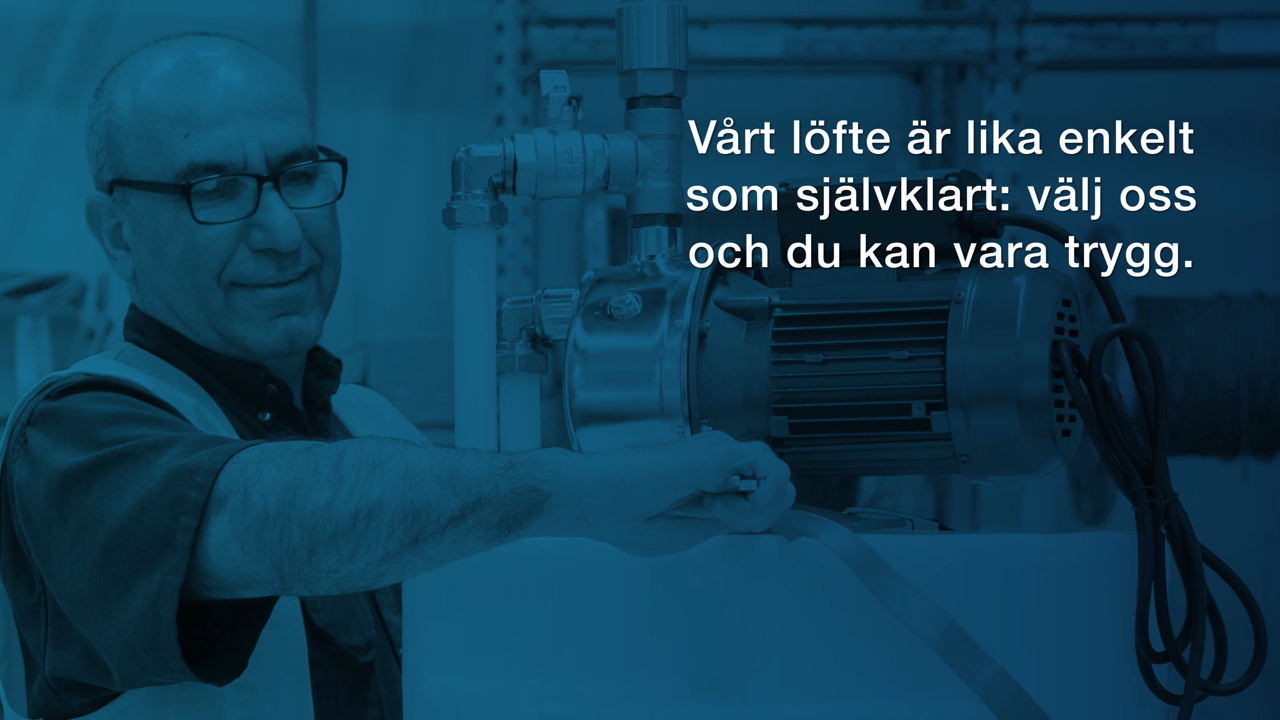 Vårt löfte är lika enkelt
som självklart: välj oss
och du kan vara trygg.